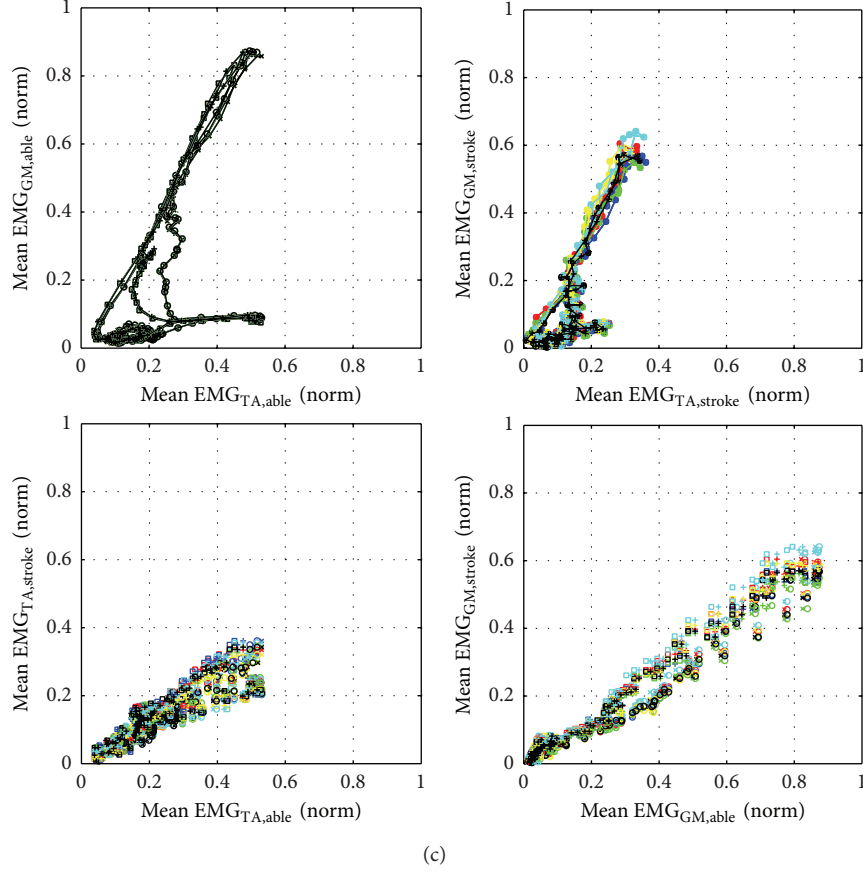 1
0.8
0.6
0.4
0.2
0
Mean EMG_GM,able (norm)
0 0.2 0.4 0.6 0.8 1
Mean EMG_TA,able (norm)
1
0.8
0.6
0.4
0.2
0
Mean EMG_GM,stroke (norm)
0 0.2 0.4 0.6 0.8 1
Mean EMG_TA,stroke (norm)
1
0.8
0.6
0.4
0.2
0
Mean EMG_TA,stroke (norm)
0 0.2 0.4 0.6 0.8 1
Mean EMG_TA,able (norm)
1
0.8
0.6
0.4
0.2
0
Mean EMG_GM,stroke (norm)
0 0.2 0.4 0.6 0.8 1
Mean EMG_GM,able (norm)
(c)